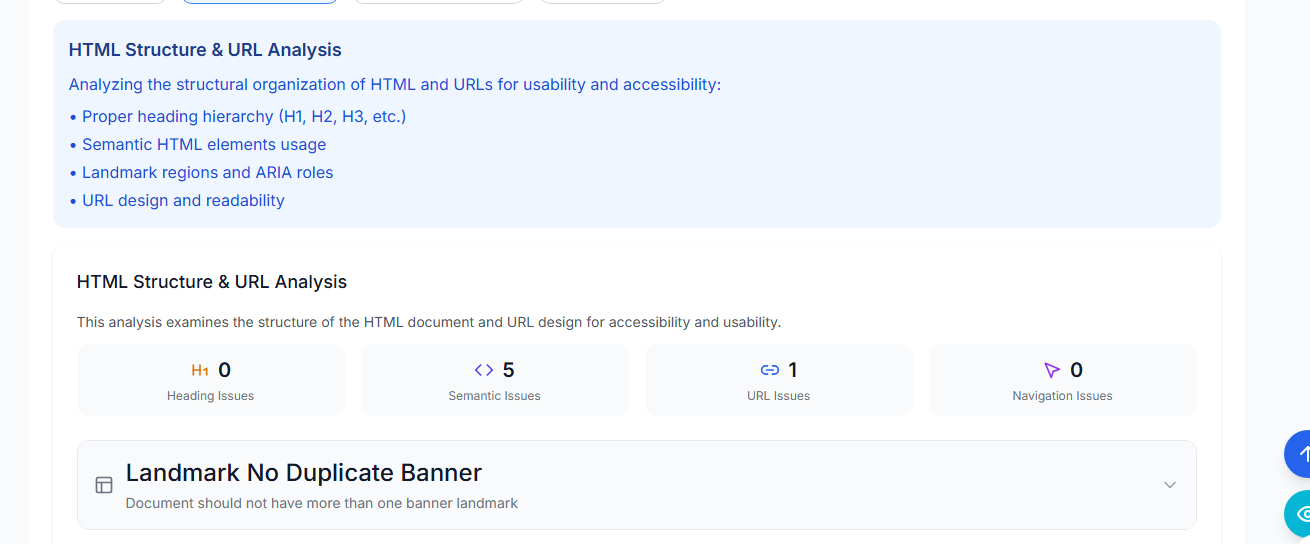 HTML Structure & URL Analysis
Analyzing the structural organization of HTML and URLs for usability and accessibility:
• Proper heading hierarchy (H1, H2, H3, etc.)
• Semantic HTML elements usage
• Landmark regions and ARIA roles
• URL design and readability
HTML Structure & URL Analysis
This analysis examines the structure of the HTML document and URL design for accessibility and usability.
H1 0
Heading Issues
5
Semantic Issues
1
URL Issues
0
Navigation Issues
Landmark No Duplicate Banner
Document should not have more than one banner landmark